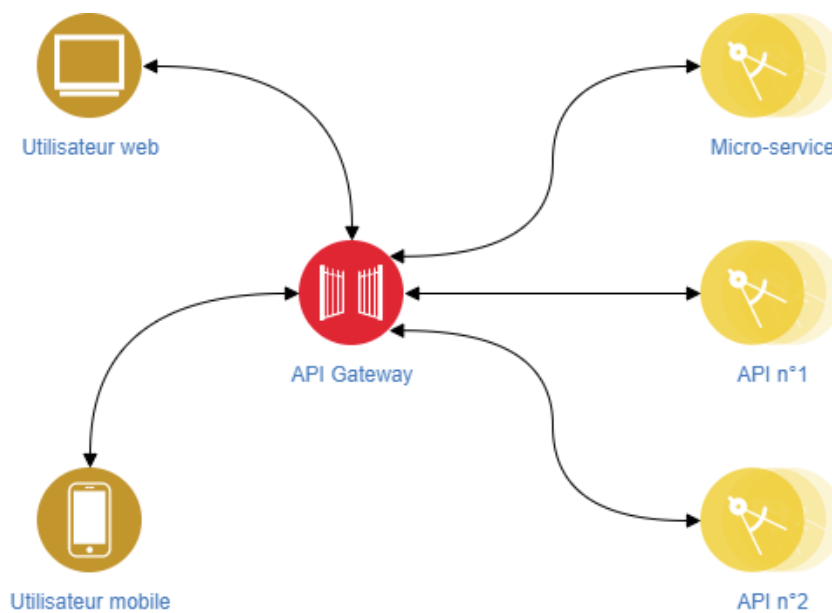 Utilisateur web
Micro-service
API Gateway
API n°1
Utilisateur mobile
API n°2